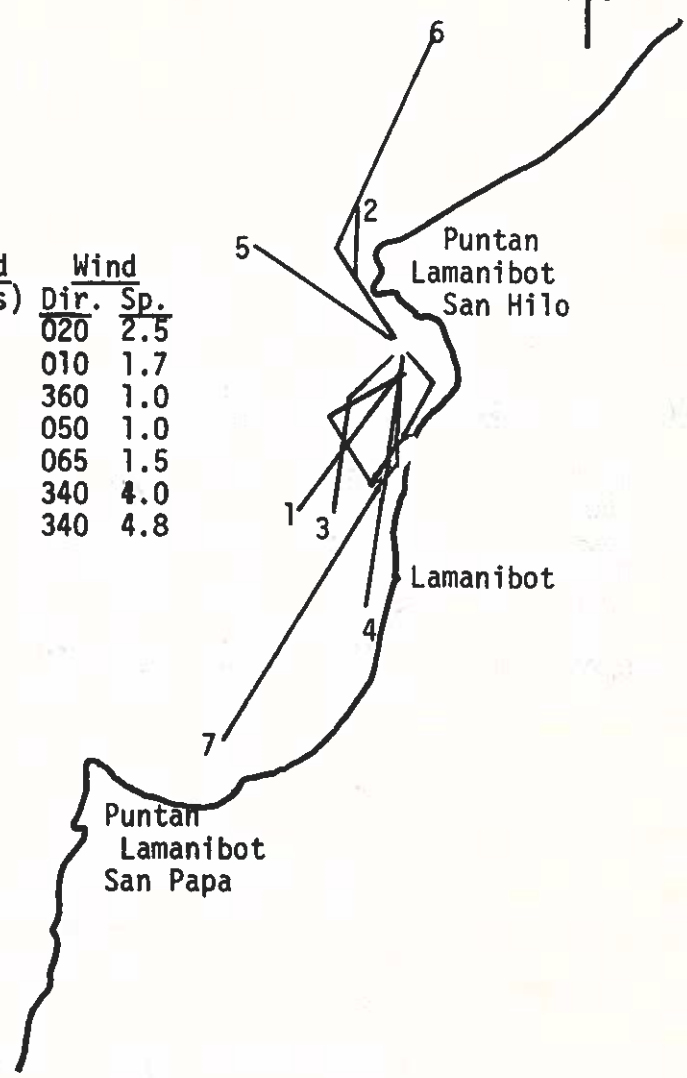 6
2
5
Puntan
Lamanibot
San Hilo
Wind
Dir. Sp.
020 2.5
010 1.7
360 1.0
050 1.0
065 1.5
340 4.0
340 4.8
1
3
Lamanibot
4
7
Puntan
Lamanibot
San Papa